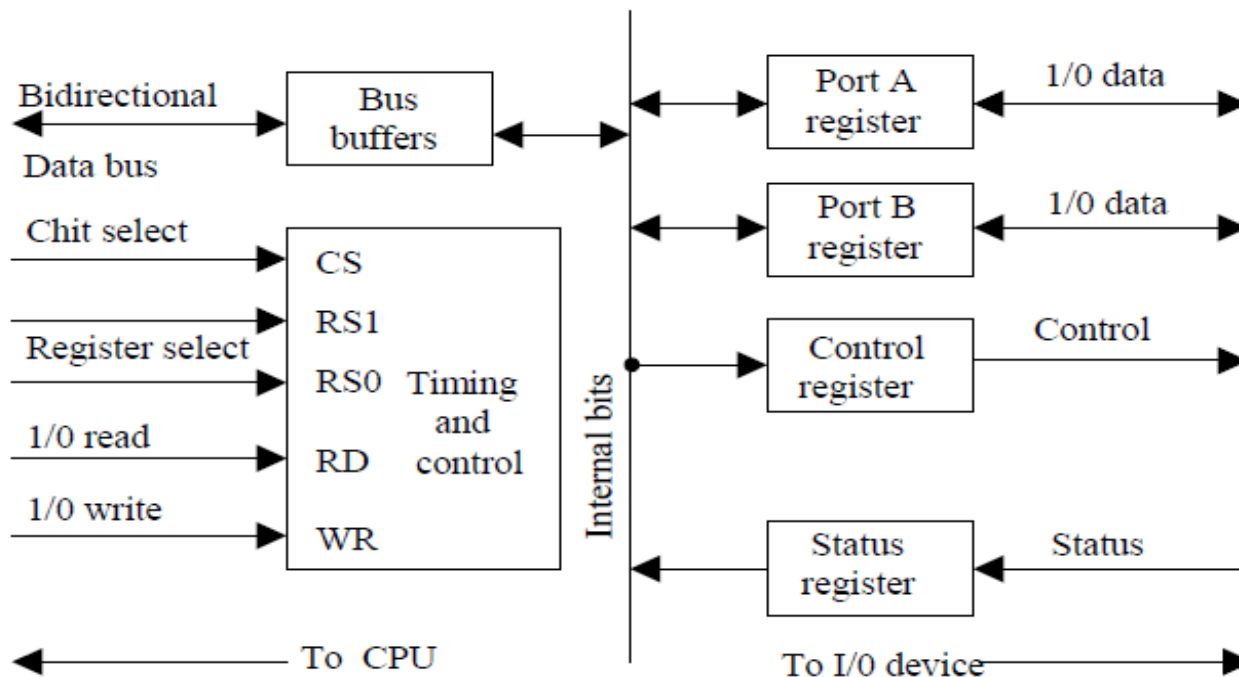 Bidirectional
Data bus
Bus
buffers
Chit select
Register select
1/0 read
1/0 write
CS
RS1
RS0
RD
WR
Timing
and
control
Internal bits
Port A
register
1/0 data
Port B
register
1/0 data
Control
register
Control
Status
register
Status
To CPU
To I/0 device